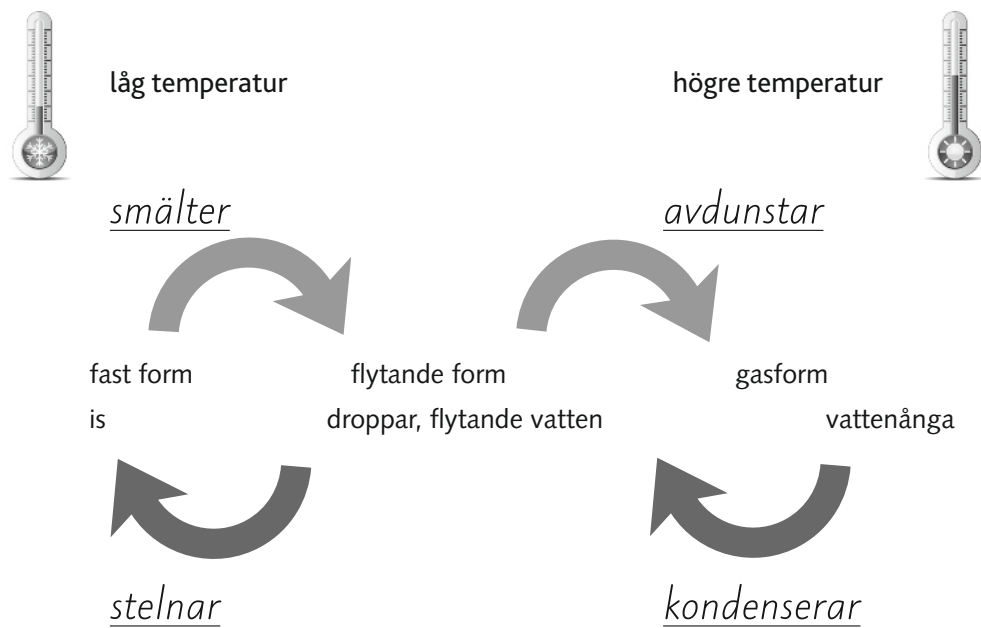 låg temperatur
högre temperatur
smälter
avdunstar
fast form
flytande form
gasform
is
droppar, flytande vatten
vattenånga
stelnar
kondenserar